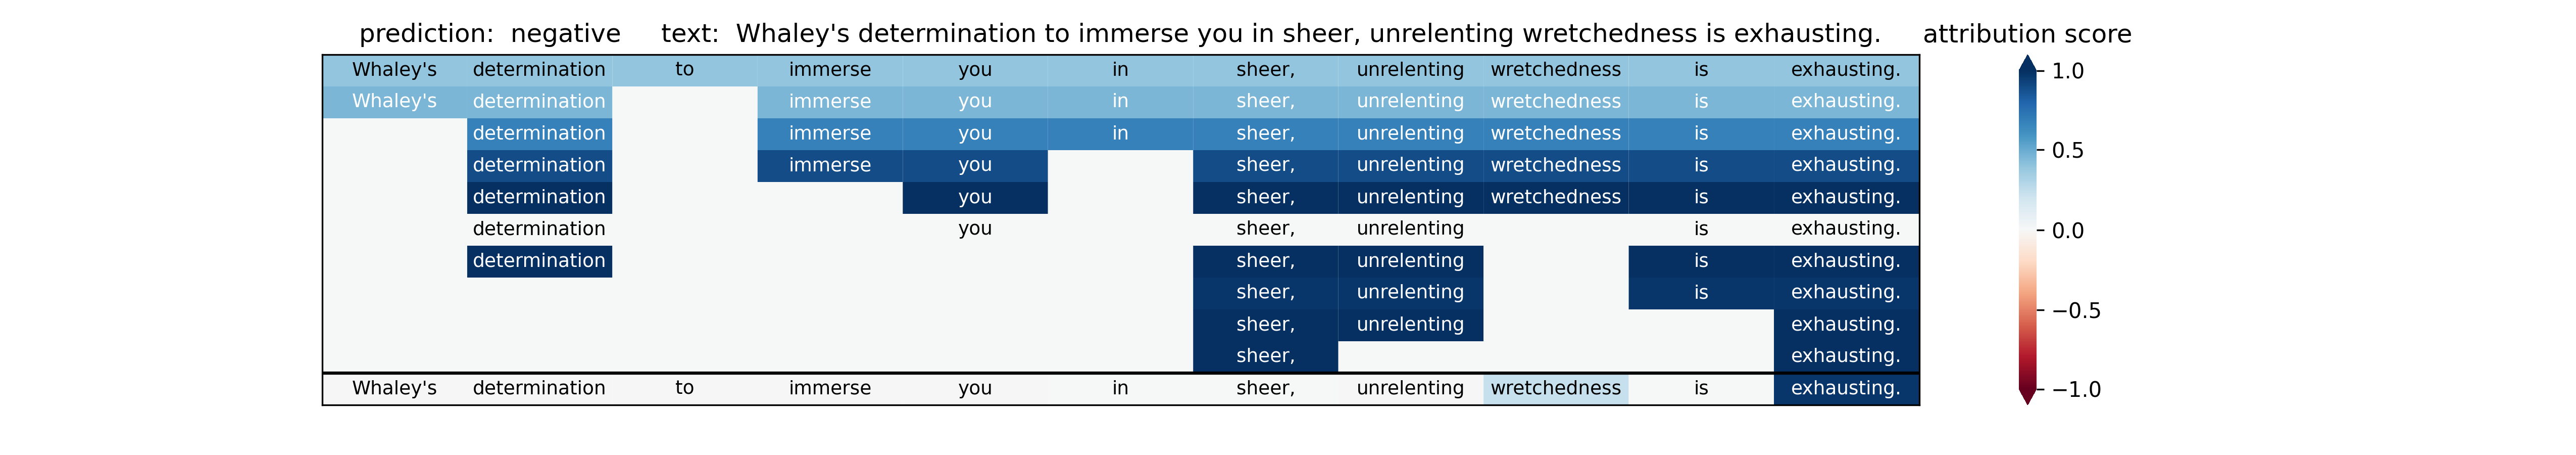 prediction: negative text: Whaley's determination to immerse you in sheer, unrelenting wretchedness is exhausting. attribution score
Whaley's determination to immerse you in sheer, unrelenting wretchedness is exhausting.
Whaley's determination immerse you in sheer, unrelenting wretchedness is exhausting.
determination immerse you in sheer, unrelenting wretchedness is exhausting.
determination immerse you sheer, unrelenting wretchedness is exhausting.
determination you sheer, unrelenting wretchedness is exhausting.
determination you sheer, unrelenting is exhausting.
determination sheer, unrelenting is exhausting.
sheer, unrelenting is exhausting.
sheer, unrelenting exhausting.
sheer, exhausting.
Whaley's determination to immerse you in sheer, unrelenting wretchedness is exhausting.
1.0
0.5
0.0
−0.5
−1.0